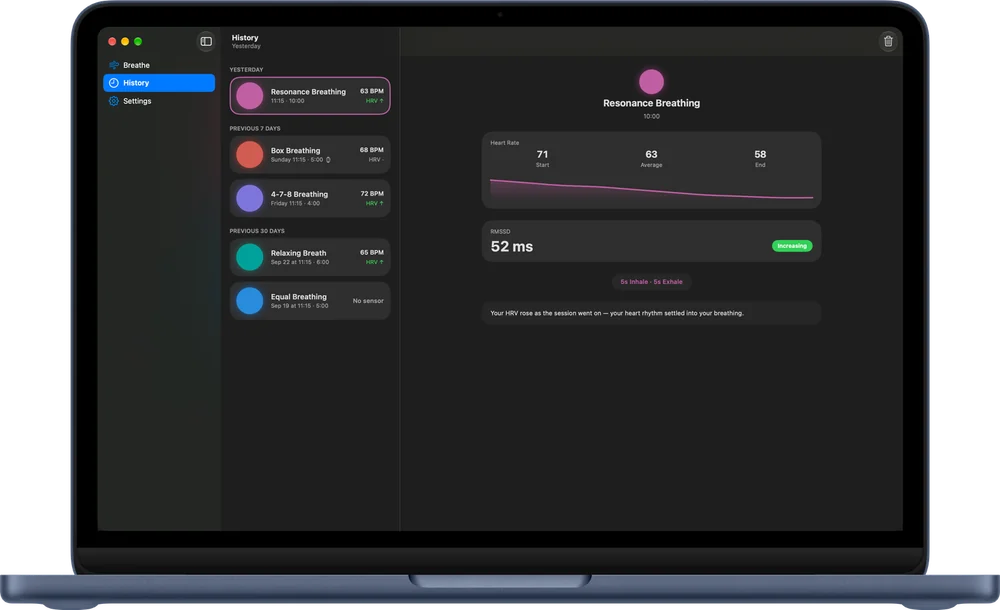 Breathe
History
Settings
History
Yesterday
YESTERDAY
Resonance Breathing
63 BPM
11:15 · 10:00
HRV ↑
PREVIOUS 7 DAYS
Box Breathing
68 BPM
Sunday 11:15 · 5:00
HRV ·
4-7-8 Breathing
72 BPM
Friday 11:15 · 4:00
HRV ↑
PREVIOUS 30 DAYS
Relaxing Breath
65 BPM
Sep 22 at 11:15 · 6:00
HRV ↑
Equal Breathing
No sensor
Sep 19 at 11:15 · 5:00
Resonance Breathing
10:00
Heart Rate
71 63 58
Start Average End
RMSSD
52 ms
Increasing
5s Inhale · 5s Exhale
Your HRV rose as the session went on — your heart rhythm settled into your breathing.